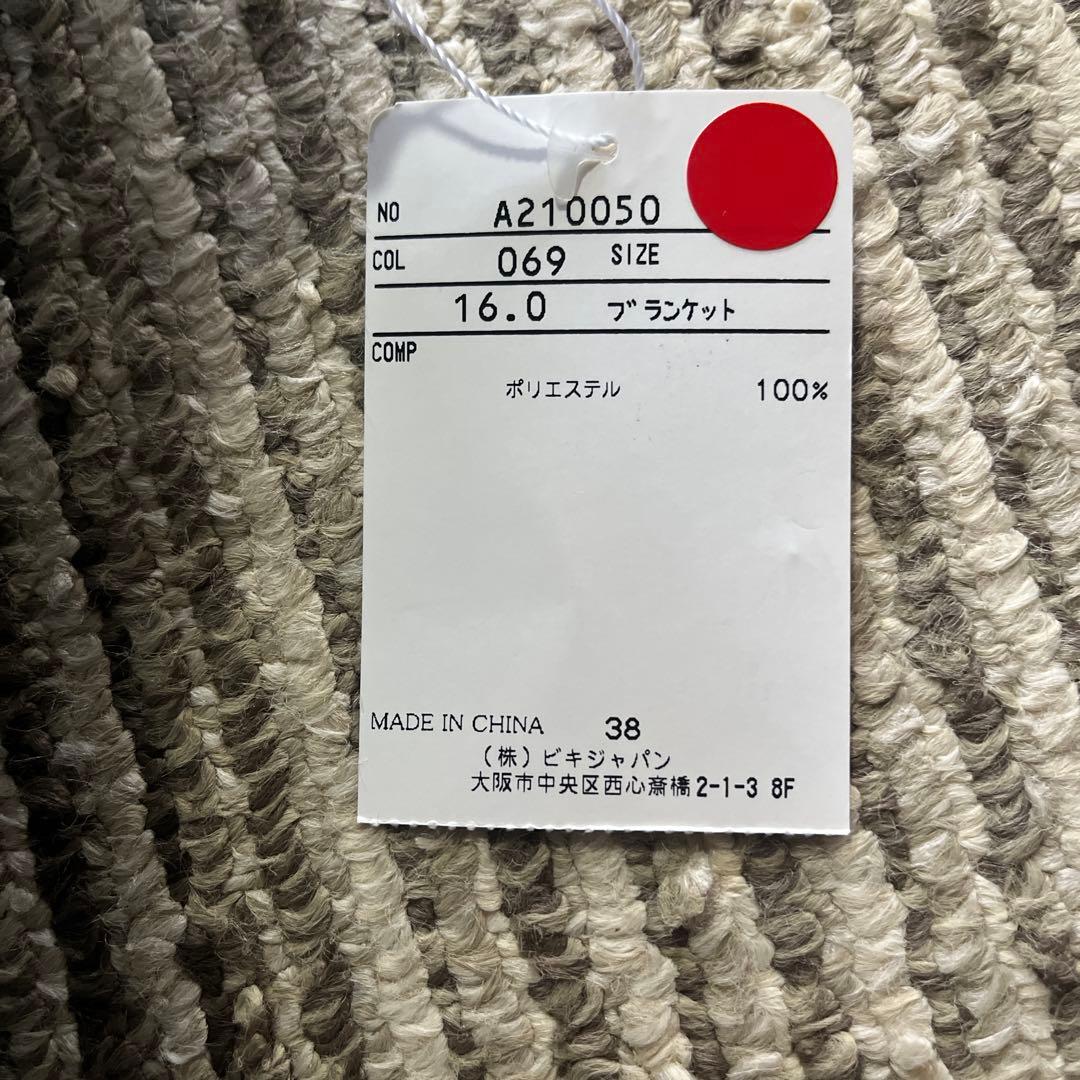 NO A210050
COL 069 SIZE
16.0 ブランケット
COMP
ポリエステル 100%
MADE IN CHINA 38
(株)ビキジャパン
大阪市中央区西心斎橋2-1-3 8F